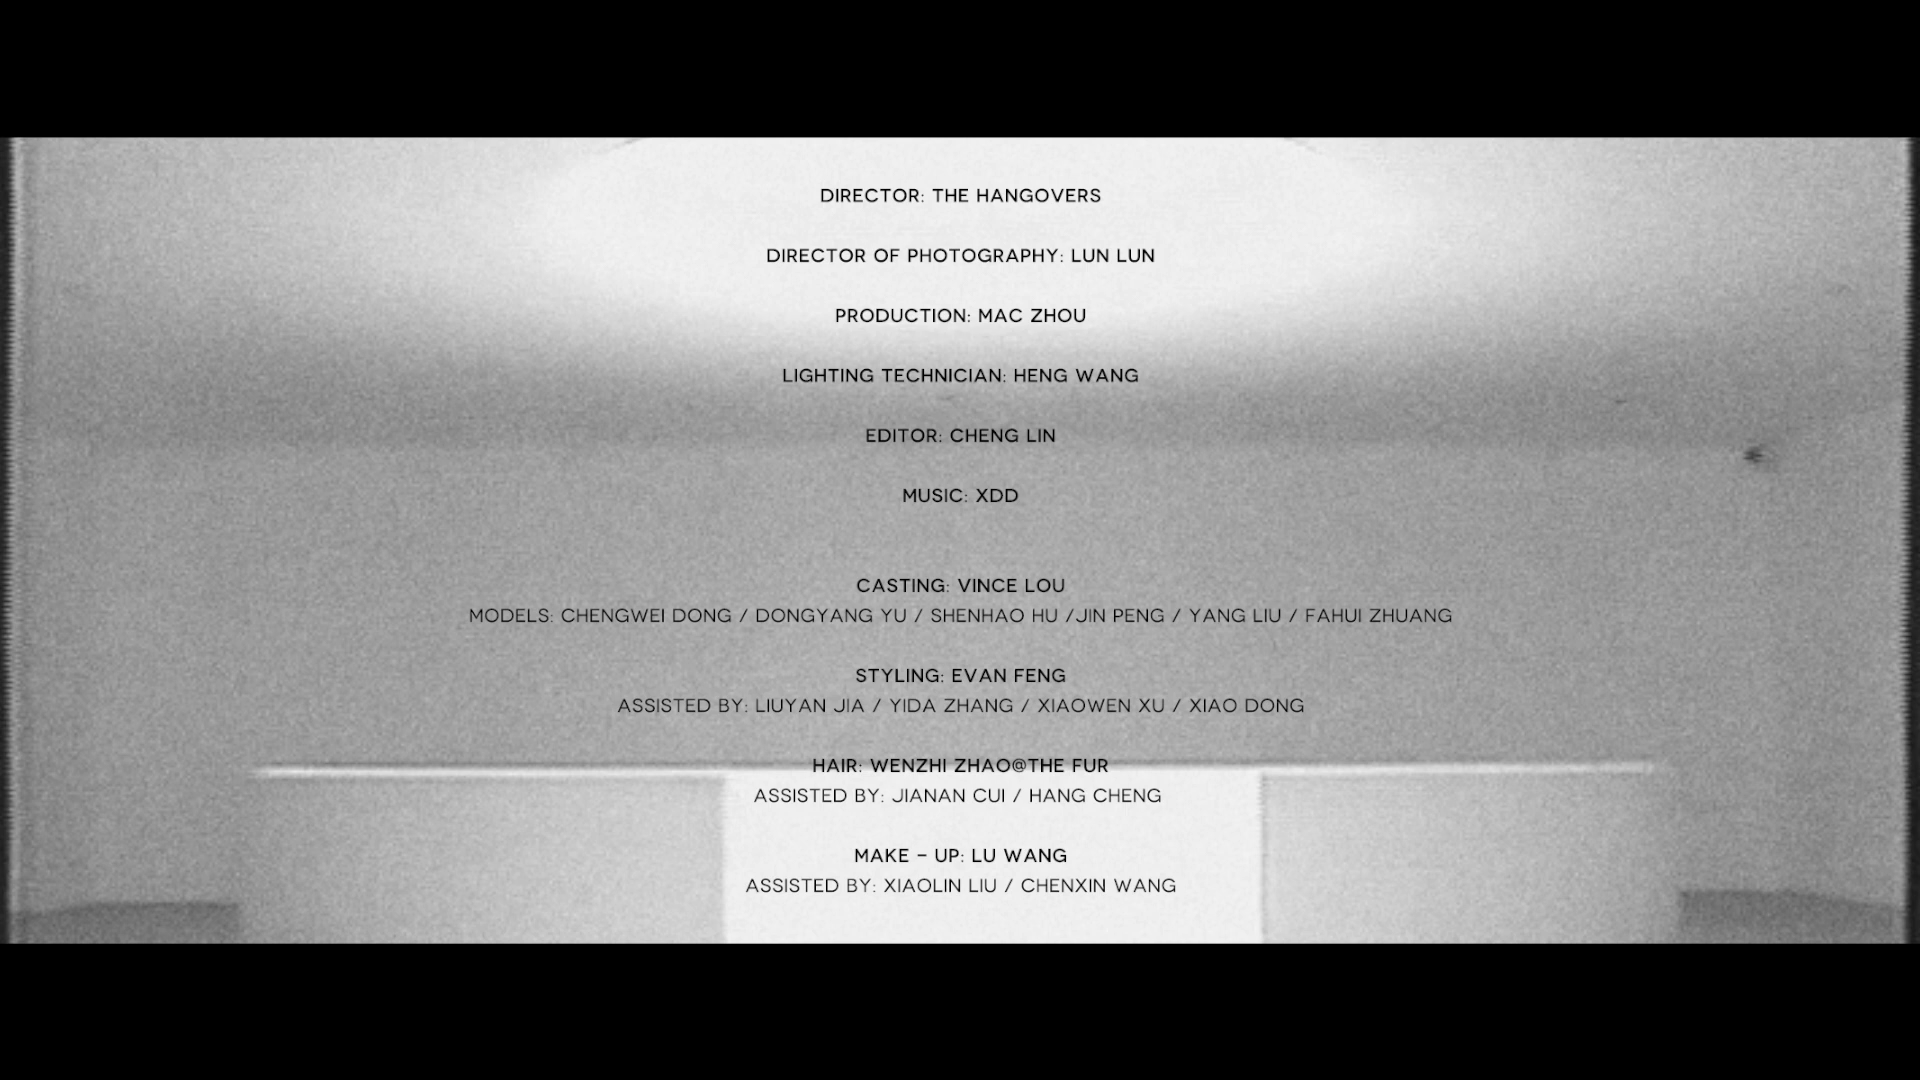 DIRECTOR: THE HANGOVERS
DIRECTOR OF PHOTOGRAPHY: LUN LUN
PRODUCTION: MAC ZHOU
LIGHTING TECHNICIAN: HENG WANG
EDITOR: CHENG LIN
MUSIC: XDD
CASTING: VINCE LOU
MODELS: CHENGWEI DONG / DONGYANG YU / SHENHAO HU /JIN PENG / YANG LIU / FAHUI ZHUANG
STYLING: EVAN FENG
ASSISTED BY: LIUYAN JIA / YIDA ZHANG / XIAOWEN XU / XIAO DONG
HAIR: WENZHI ZHAO@THE FUR
ASSISTED BY: JIANAN CUI / HANG CHENG
MAKE - UP: LU WANG
ASSISTED BY: XIAOLIN LIU / CHENXIN WANG